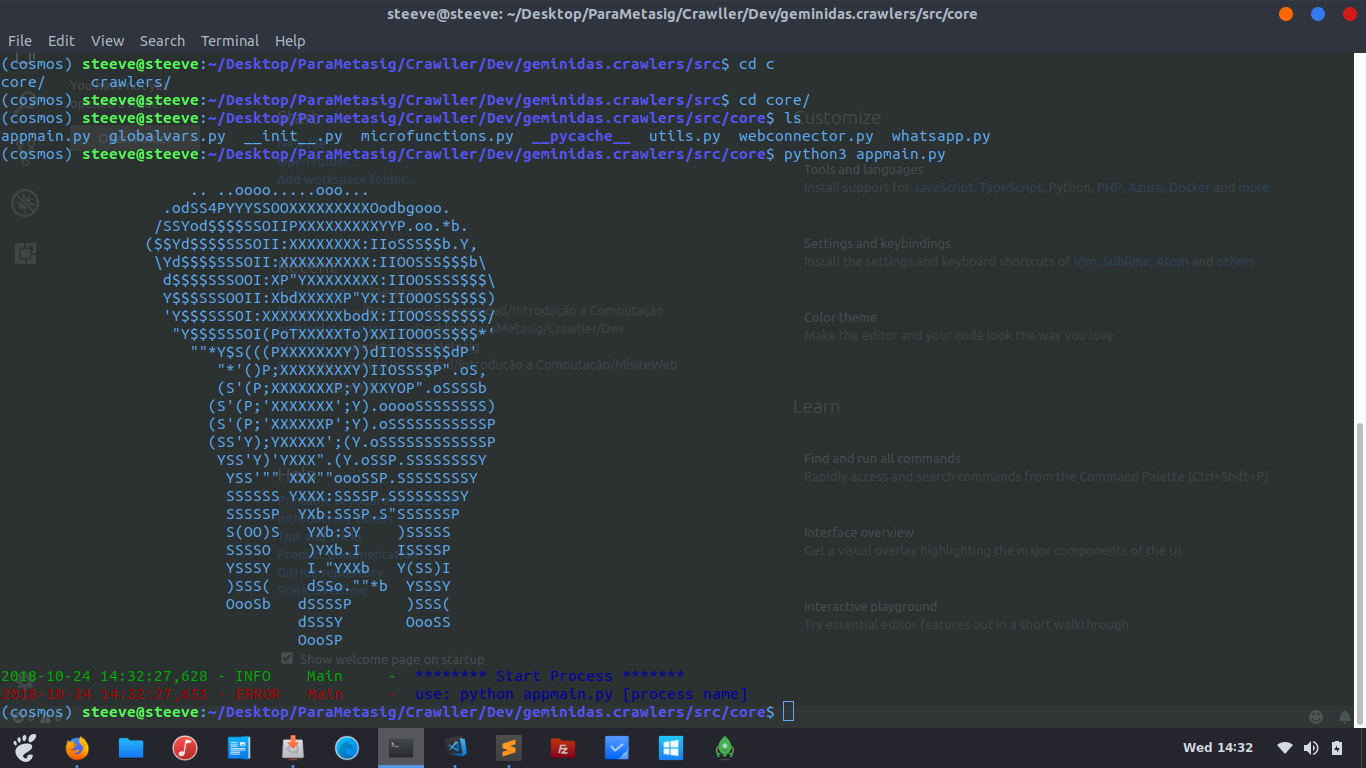 steeve@steeve: ~/Desktop/ParaMetasig/Crawller/Dev/geminidas.crawlers/src/core
File Edit View Search Terminal Help
(cosmos) steeve@steeve:~/Desktop/ParaMetasig/Crawller/Dev/geminidas.crawlers/src$ cd c
core/ crawlers/
(cosmos) steeve@steeve:~/Desktop/ParaMetasig/Crawller/Dev/geminidas.crawlers/src$ cd core/
(cosmos) steeve@steeve:~/Desktop/ParaMetasig/Crawller/Dev/geminidas.crawlers/src/core$ ls
appmain.py globalvars.py __init__.py microfunctions.py __pycache__ utils.py webconnector.py whatsapp.py
(cosmos) steeve@steeve:~/Desktop/ParaMetasig/Crawller/Dev/geminidas.crawlers/src/core$ python3 appmain.py
.. ..oooo.....ooo...
.odSS4PYYYSSOOXXXXXXXXXOodbgooo.
/SSYod$$$$SSOIIPXXXXXXXXXYYP.oo.*b.
($$Yd$$$$SSSOII:XXXXXXXX:IIoSSS$$b.Y,
\Yd$$$$SSSOII:XXXXXXXXXX:IIOOSSS$$$b\
d$$$$SSSOOI:XP"YXXXXXXX:IIOOSSS$$$$\
Y$$$$SSOOII:XbdXXXXXP"YX:IIOOSS$$$$)
'Y$$$$SSOI:XXXXXXXXXbodX:IIOOSS$$$$/
"Y$$$$SSOI(PoTXXXXXTo)XXIIOOOSS$$$*'
""*Y$S(((PXXXXXXXY))dIIOSSS$$dP'
"*'()P;XXXXXXXXY)IIOSSS$P".oS,
(S'(P;XXXXXXXP;Y)XXYOP".oSSSSb
(S'(P;'XXXXXXX';Y).ooooSSSSSSSS)
(S'(P;'XXXXXXP';Y).oSSSSSSSSSSSP
(SS'Y);YXXXXX';(Y.oSSSSSSSSSSSSP
YSS'Y)'YXXX".(Y.oSSP.SSSSSSSSY
YSS'"" XXX""oooSSP.SSSSSSSSY
SSSSSS YXXX:SSSSP.SSSSSSSSY
SSSSSP YXb:SSSP.S"SSSSSSP
S(OO)S YXb:SY )SSSSS
SSSSO )YXb.I ISSSSP
YSSSY I."YXXb Y(SS)I
)SSS( dSSo.""*b YSSSY
OooSb dSSSSP )SSS(
dSSSY OooSS
OooSP
2018-10-24 14:32:27,628 - INFO Main - ******** Start Process *******
2018-10-24 14:32:27,651 - ERROR Main - use: python appmain.py [process name]
(cosmos) steeve@steeve:~/Desktop/ParaMetasig/Crawller/Dev/geminidas.crawlers/src/core$
Add workspace folder...
Recent
Introdução a Computação
ParaMetasig/Crawller/Dev
Introdução a Computação/MisiteWeb
GitHub repository
Stack Overflow
Show welcome page on startup
Customize
Tools and languages
Install support for JavaScript, TypeScript, Python, PHP, Azure, Docker and more
Settings and keybindings
Install the settings and keyboard shortcuts of Vim, Sublime, Atom and others
Color theme
Make the editor and your code look the way you love
Learn
Find and run all commands
Rapidly access and search commands from the Command Palette (Ctrl+Shift+P)
Interface overview
Get a visual overlay highlighting the major components of the UI
Interactive playground
Try essential editor features out in a short walkthrough
Wed 14:32